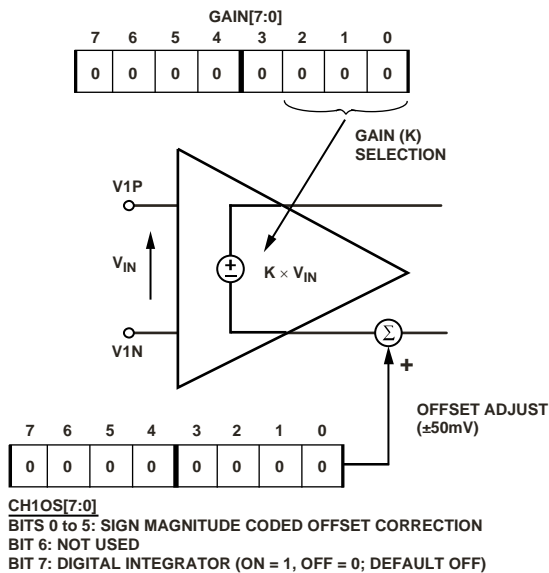 GAIN[7:0]
7 6 5 4 3 2 1 0
0 0 0 0 0 0 0 0
GAIN (K)
SELECTION
V1P
VIN
+
−
K × VIN
V1N
Σ
+
OFFSET ADJUST
(±50mV)
7 6 5 4 3 2 1 0
0 0 0 0 0 0 0 0
CH1OS[7:0]
BITS 0 to 5: SIGN MAGNITUDE CODED OFFSET CORRECTION
BIT 6: NOT USED
BIT 7: DIGITAL INTEGRATOR (ON = 1, OFF = 0; DEFAULT OFF)